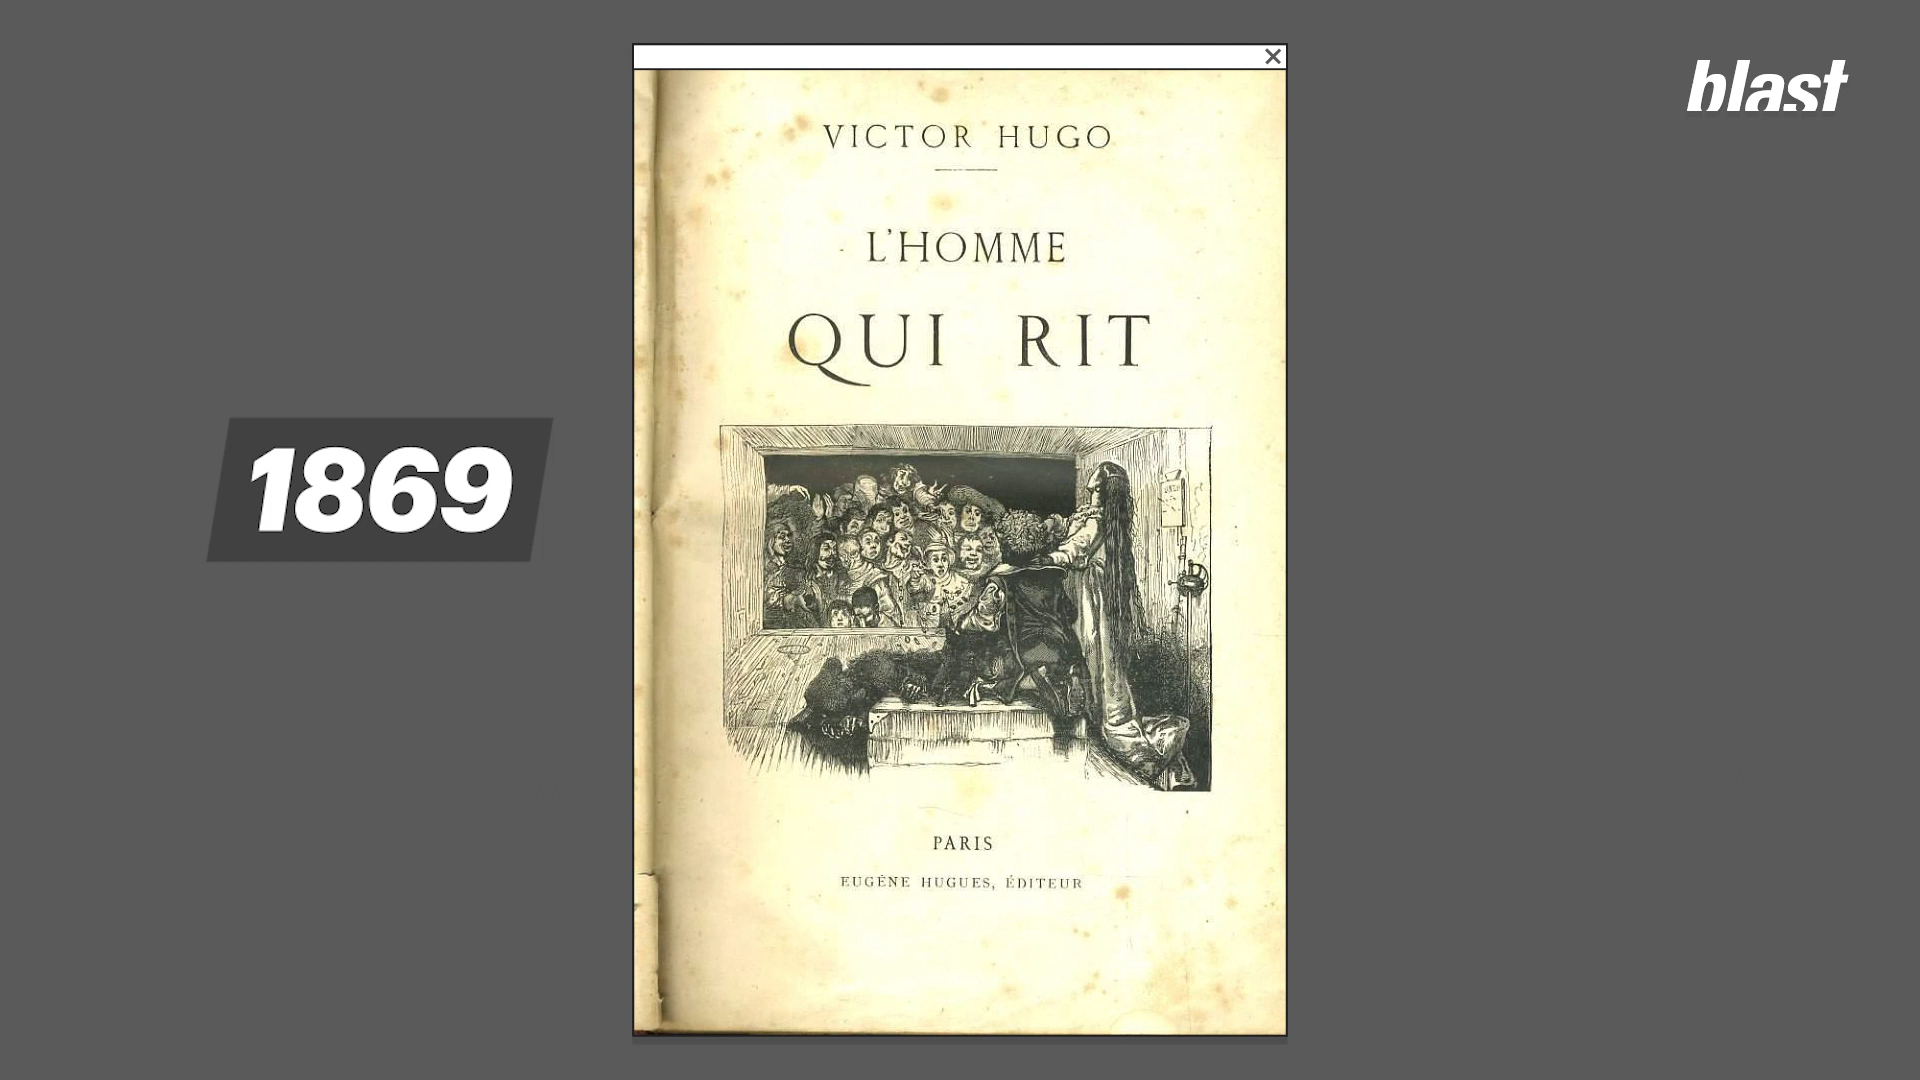 blast
VICTOR HUGO
L'HOMME
QUI RIT
1869
PARIS
EUGÈNE HUGUES, ÉDITEUR